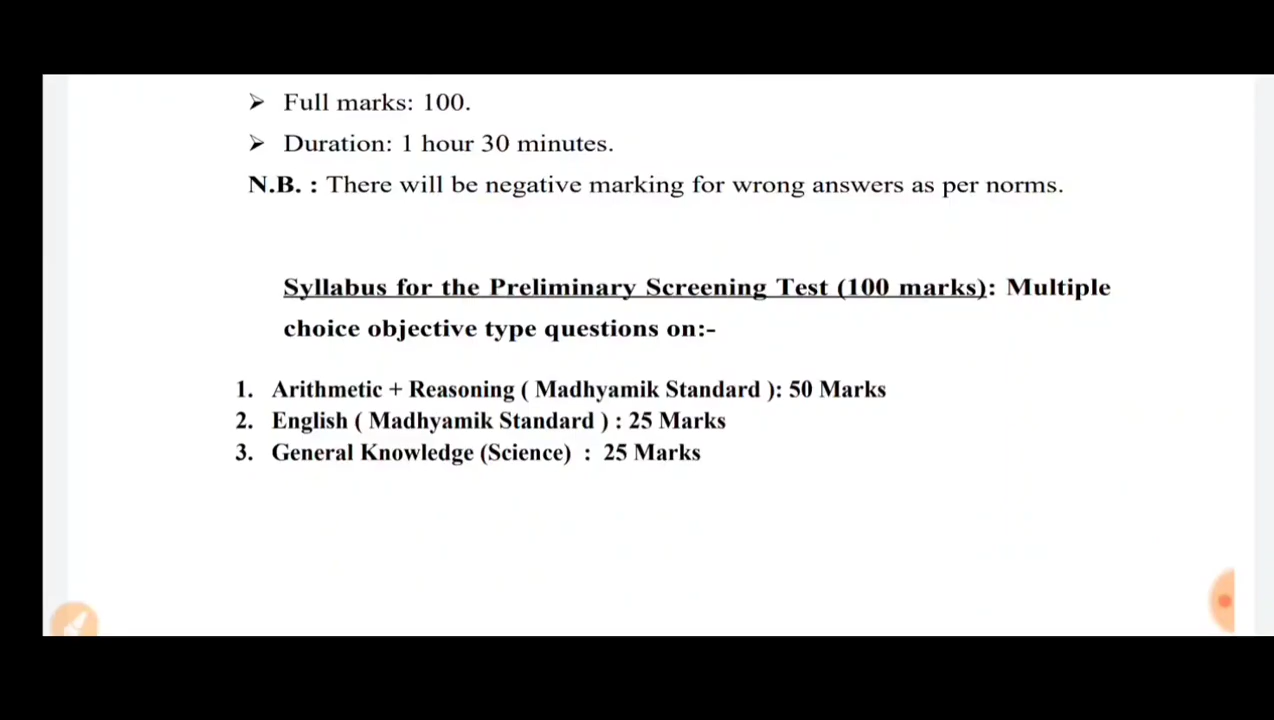 ➢ Full marks: 100.
➢ Duration: 1 hour 30 minutes.
N.B. : There will be negative marking for wrong answers as per norms.
Syllabus for the Preliminary Screening Test (100 marks): Multiple
choice objective type questions on:-
1. Arithmetic + Reasoning ( Madhyamik Standard ): 50 Marks
2. English ( Madhyamik Standard ) : 25 Marks
3. General Knowledge (Science) : 25 Marks